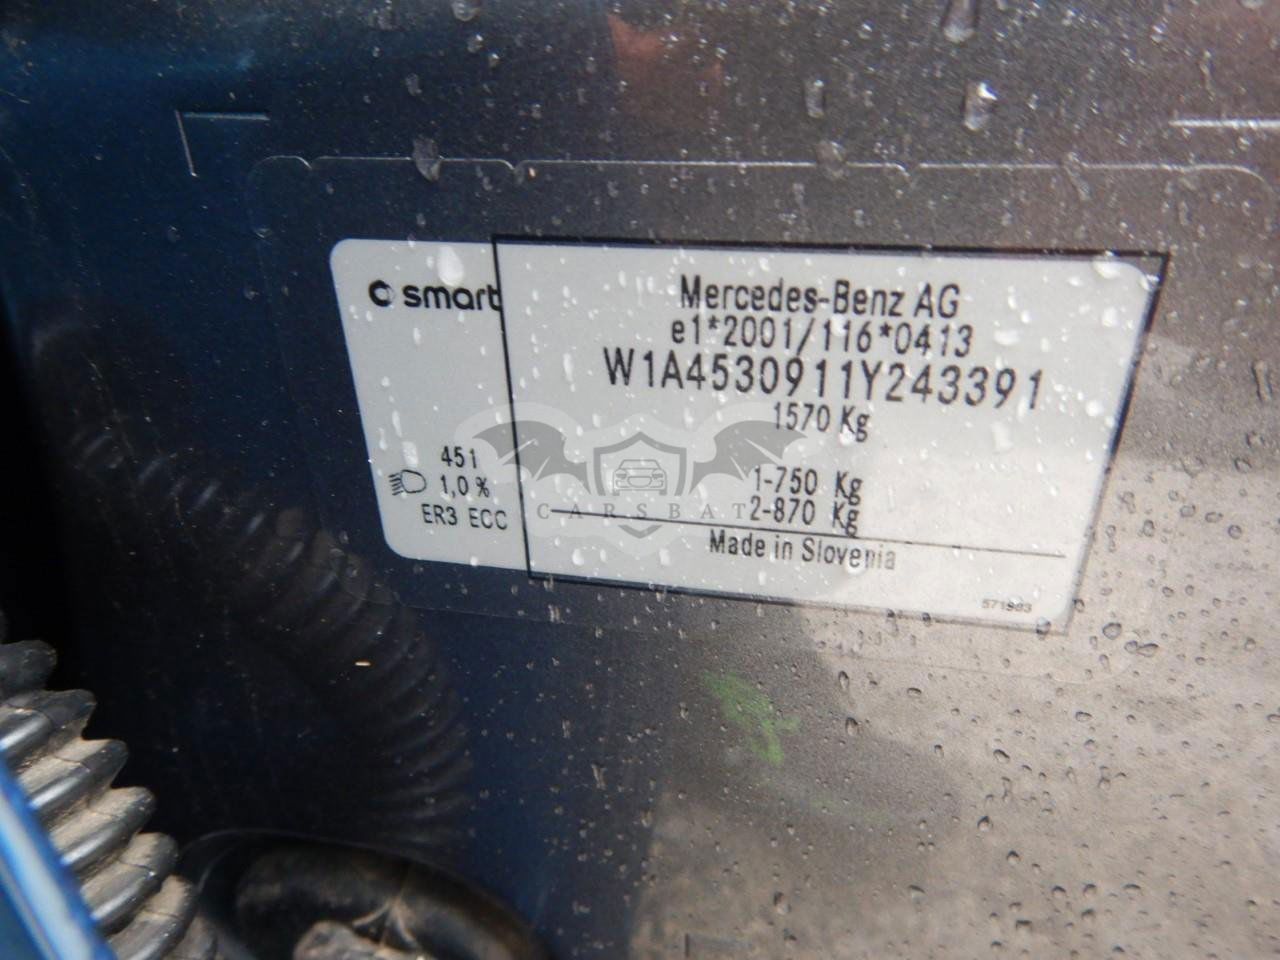 smart
Mercedes-Benz AG
e1*2001/116*0413
W1A4530911Y243391
1570 Kg
451
1,0 %
ER3 ECC
1-750 Kg
2-870 Kg
CARSBAT
Made in Slovenia